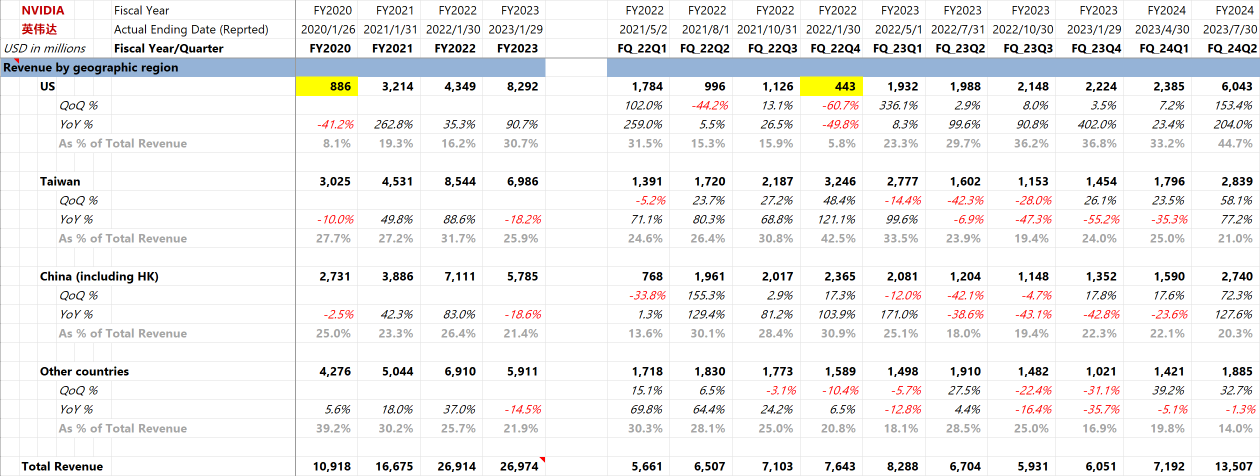 NVIDIA Fiscal Year FY2020 FY2021 FY2022 FY2023 FY2022 FY2022 FY2022 FY2022 FY2023 FY2023 FY2023 FY2023 FY2024 FY2024
英伟达 Actual Ending Date (Reprted) 2020/1/26 2021/1/31 2022/1/30 2023/1/29 2021/5/2 2021/8/1 2021/10/31 2022/1/30 2022/5/1 2022/7/31 2022/10/30 2023/1/29 2023/4/30 2023/7/30
USD in millions Fiscal Year/Quarter FY2020 FY2021 FY2022 FY2023 FQ_22Q1 FQ_22Q2 FQ_22Q3 FQ_22Q4 FQ_23Q1 FQ_23Q2 FQ_23Q3 FQ_23Q4 FQ_24Q1 FQ_24Q2
Revenue by geographic region
US 886 3,214 4,349 8,292 1,784 996 1,126 443 1,932 1,988 2,148 2,224 2,385 6,043
QoQ % 102.0% -44.2% 13.1% -60.7% 336.1% 2.9% 8.0% 3.5% 7.2% 153.4%
YoY % -41.2% 262.8% 35.3% 90.7% 259.0% 5.5% 26.5% -49.8% 8.3% 99.6% 90.8% 402.0% 23.4% 204.0%
As % of Total Revenue 8.1% 19.3% 16.2% 30.7% 31.5% 15.3% 15.9% 5.8% 23.3% 29.7% 36.2% 36.8% 33.2% 44.7%
Taiwan 3,025 4,531 8,544 6,986 1,391 1,720 2,187 3,246 2,777 1,602 1,153 1,454 1,796 2,839
QoQ % -5.2% 23.7% 27.2% 48.4% -14.4% -42.3% -28.0% 26.1% 23.5% 58.1%
YoY % -10.0% 49.8% 88.6% -18.2% 71.1% 80.3% 68.8% 121.1% 99.6% -6.9% -47.3% -55.2% -35.3% 77.2%
As % of Total Revenue 27.7% 27.2% 31.7% 25.9% 24.6% 26.4% 30.8% 42.5% 33.5% 23.9% 19.4% 24.0% 25.0% 21.0%
China (including HK) 2,731 3,886 7,111 5,785 768 1,961 2,017 2,365 2,081 1,204 1,148 1,352 1,590 2,740
QoQ % -33.8% 155.3% 2.9% 17.3% -12.0% -42.1% -4.7% 17.8% 17.6% 72.3%
YoY % -2.5% 42.3% 83.0% -18.6% 1.3% 129.4% 81.2% 103.9% 171.0% -38.6% -43.1% -42.8% -23.6% 127.6%
As % of Total Revenue 25.0% 23.3% 26.4% 21.4% 13.6% 30.1% 28.4% 30.9% 25.1% 18.0% 19.4% 22.3% 22.1% 20.3%
Other countries 4,276 5,044 6,910 5,911 1,718 1,830 1,773 1,589 1,498 1,910 1,482 1,021 1,421 1,885
QoQ % 15.1% 6.5% -3.1% -10.4% -5.7% 27.5% -22.4% -31.1% 39.2% 32.7%
YoY % 5.6% 18.0% 37.0% -14.5% 69.8% 64.4% 24.2% 6.5% -12.8% 4.4% -16.4% -35.7% -5.1% -1.3%
As % of Total Revenue 39.2% 30.2% 25.7% 21.9% 30.3% 28.1% 25.0% 20.8% 18.1% 28.5% 25.0% 16.9% 19.8% 14.0%
Total Revenue 10,918 16,675 26,914 26,974 5,661 6,507 7,103 7,643 8,288 6,704 5,931 6,051 7,192 13,507